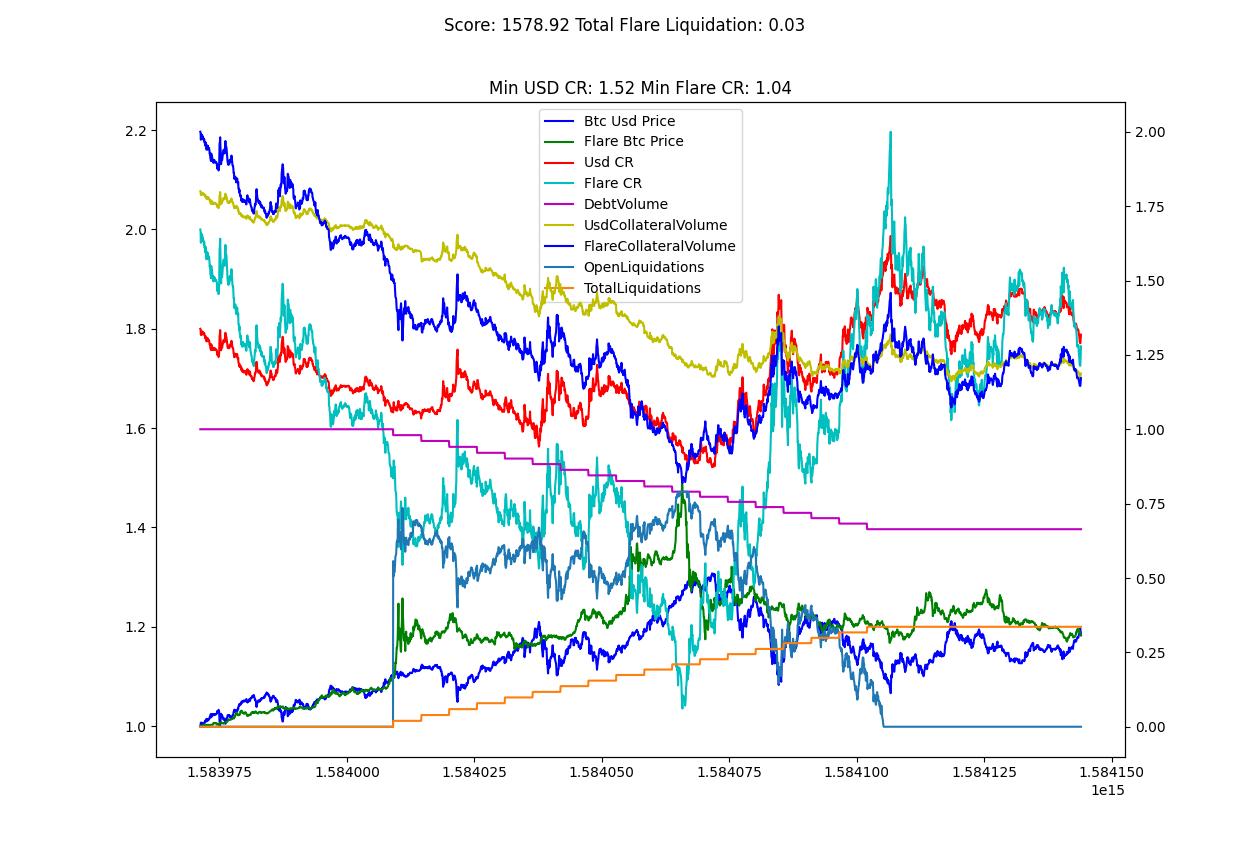 Score: 1578.92 Total Flare Liquidation: 0.03
Min USD CR: 1.52 Min Flare CR: 1.04
Btc Usd Price
Flare Btc Price
Usd CR
Flare CR
DebtVolume
UsdCollateralVolume
FlareCollateralVolume
OpenLiquidations
TotalLiquidations
2.2
2.0
1.8
1.6
1.4
1.2
1.0
2.00
1.75
1.50
1.25
1.00
0.75
0.50
0.25
0.00
1.583975 1.584000 1.584025 1.584050 1.584075 1.584100 1.584125 1.584150
1e15